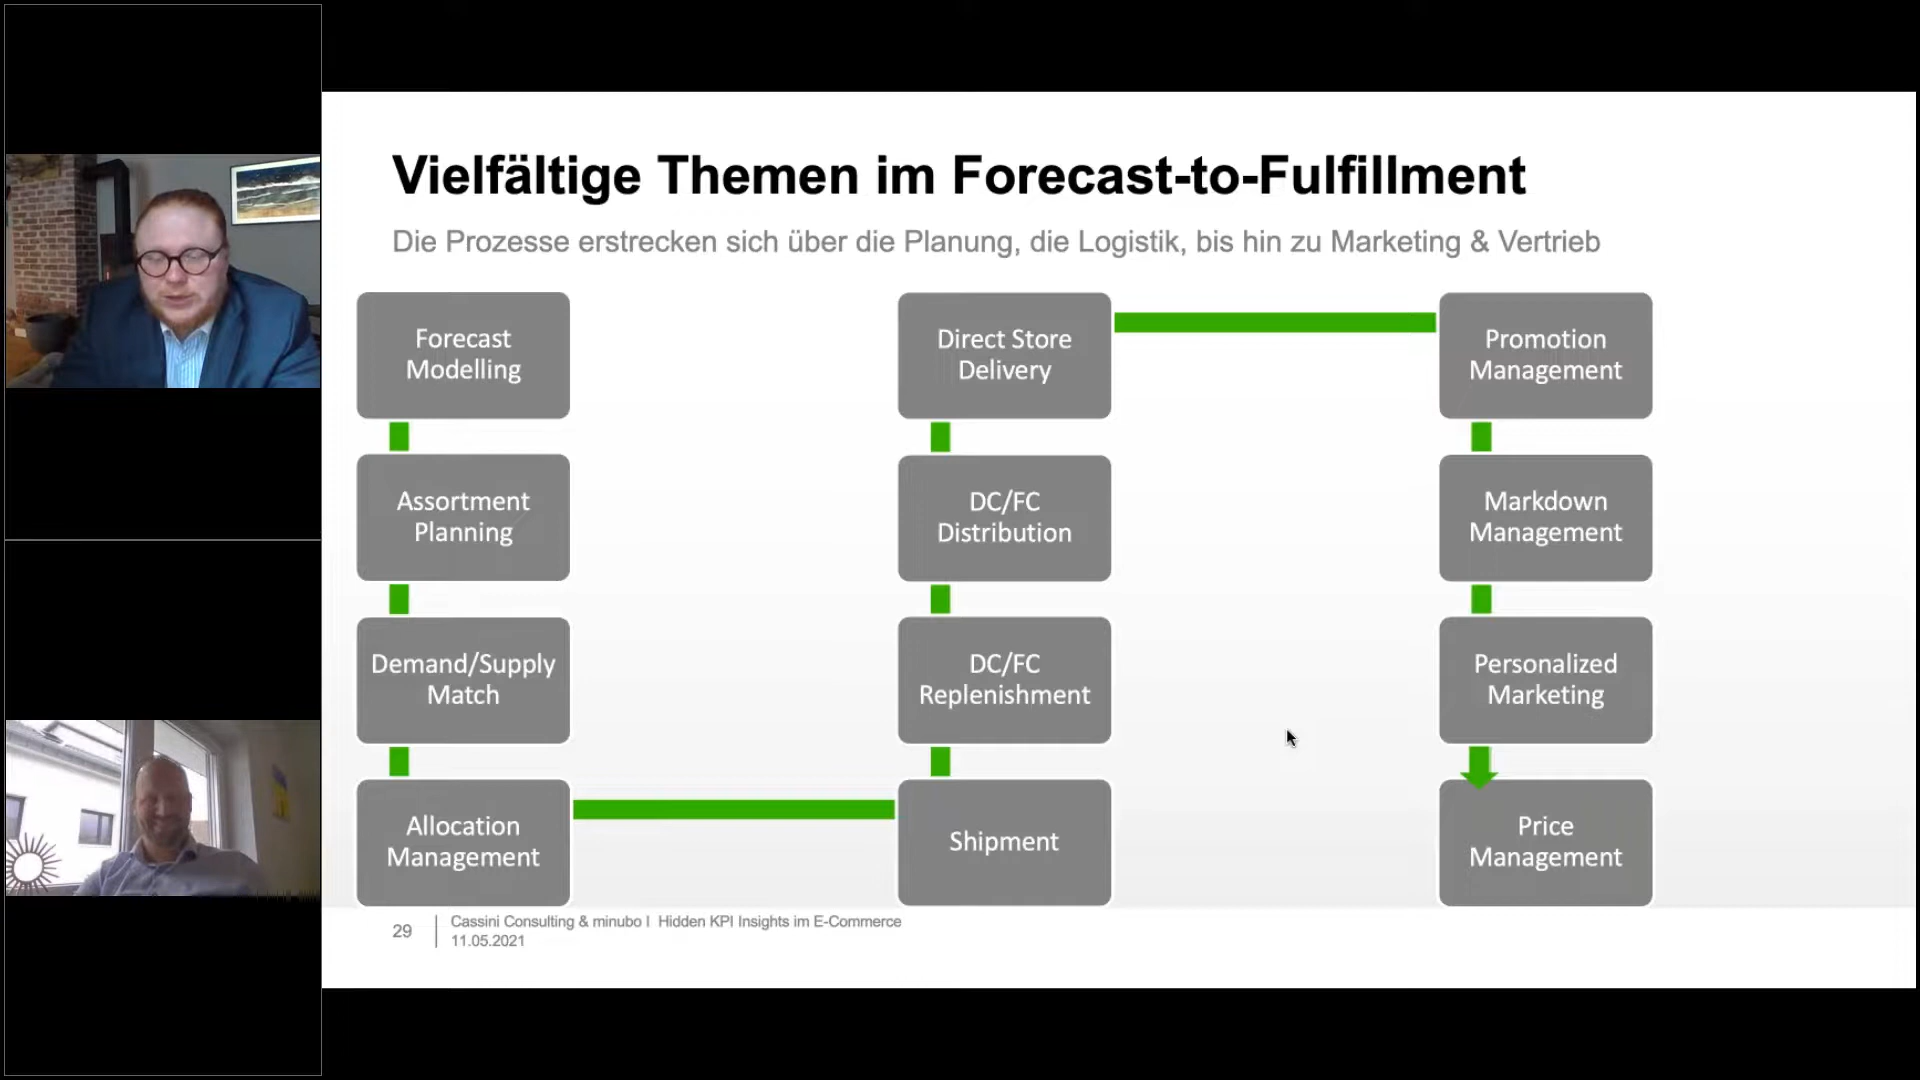 Vielfältige Themen im Forecast-to-Fulfillment
Die Prozesse erstrecken sich über die Planung, die Logistik, bis hin zu Marketing & Vertrieb
Forecast
Modelling
Assortment
Planning
Demand/Supply
Match
Allocation
Management
Direct Store
Delivery
DC/FC
Distribution
DC/FC
Replenishment
Shipment
Promotion
Management
Markdown
Management
Personalized
Marketing
Price
Management
29
Cassini Consulting & minubo I Hidden KPI Insights im E-Commerce
11.05.2021